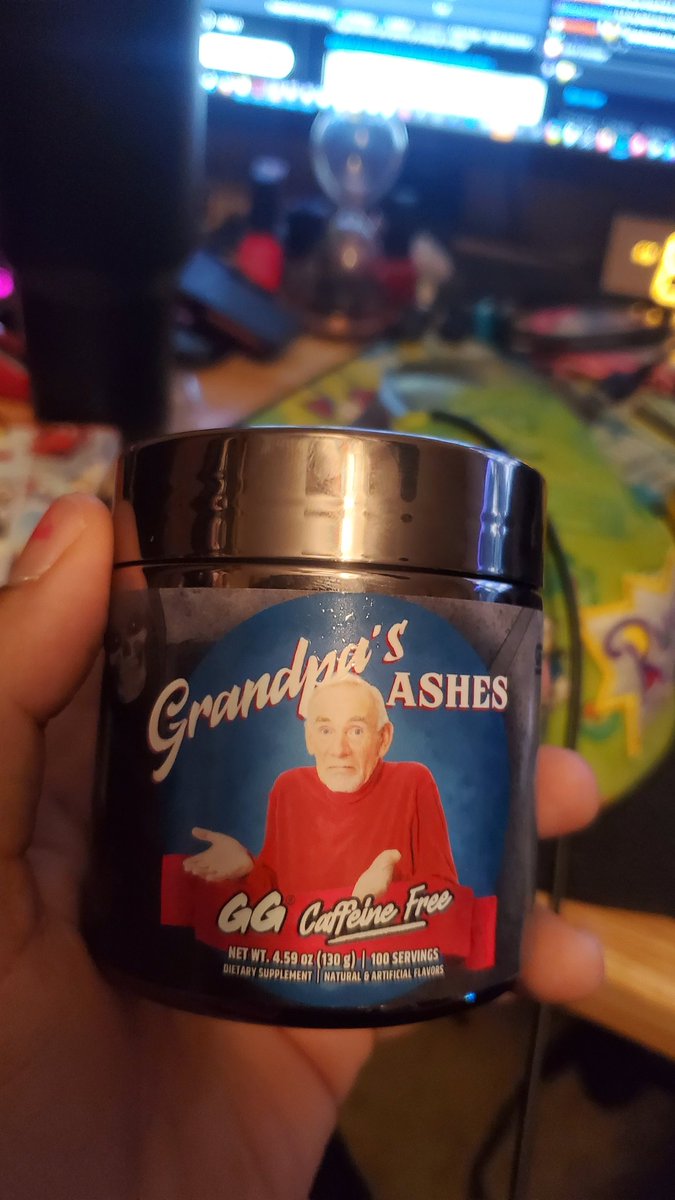 Grandpa's
ASHES
GG® Caffeine Free
NET WT. 4.59 oz (130 g) | 100 SERVINGS
DIETARY SUPPLEMENT | NATURAL & ARTIFICIAL FLAVORS